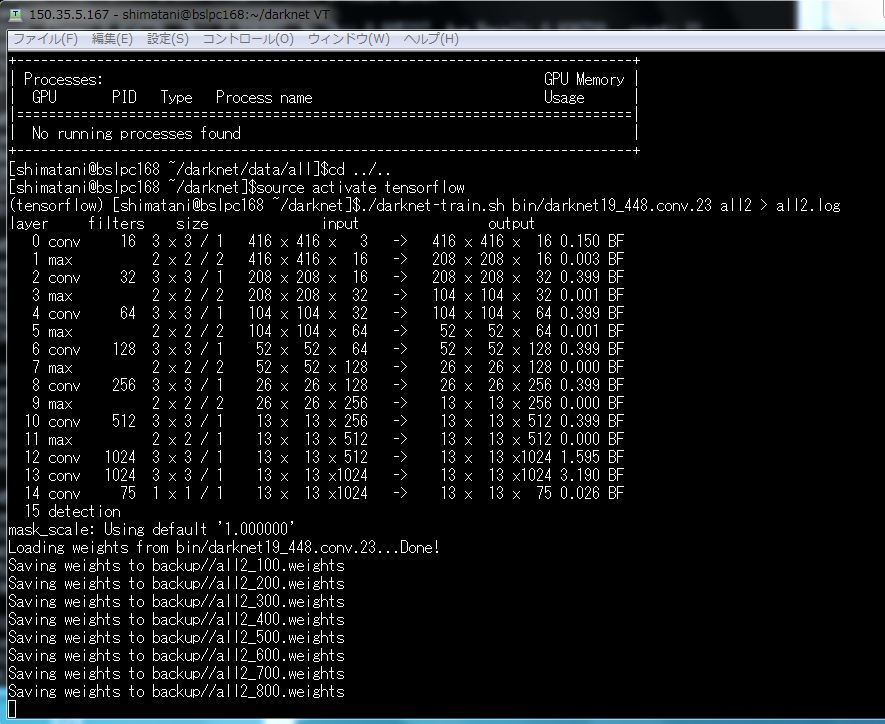 150.35.5.167 - shimatani@bslpc168:~/darknet VT
ファイル(F) 編集(E) 設定(S) コントロール(O) ウィンドウ(W) ヘルプ(H)
+-----------------------------------------------------------------------------+
| Processes:                                                       GPU Memory |
|  GPU       PID   Type   Process name                             Usage      |
|=============================================================================|
|  No running processes found                                                 |
+-----------------------------------------------------------------------------+
[shimatani@bslpc168 ~/darknet/data/all]$cd ../..
[shimatani@bslpc168 ~/darknet]$source activate tensorflow
(tensorflow) [shimatani@bslpc168 ~/darknet]$./darknet-train.sh bin/darknet19_448.conv.23 all2 > all2.log
layer     filters    size              input                output
   0 conv     16  3 x 3 / 1   416 x 416 x   3   ->   416 x 416 x  16 0.150 BF
   1 max          2 x 2 / 2   416 x 416 x  16   ->   208 x 208 x  16 0.003 BF
   2 conv     32  3 x 3 / 1   208 x 208 x  16   ->   208 x 208 x  32 0.399 BF
   3 max          2 x 2 / 2   208 x 208 x  32   ->   104 x 104 x  32 0.001 BF
   4 conv     64  3 x 3 / 1   104 x 104 x  32   ->   104 x 104 x  64 0.399 BF
   5 max          2 x 2 / 2   104 x 104 x  64   ->    52 x  52 x  64 0.001 BF
   6 conv    128  3 x 3 / 1    52 x  52 x  64   ->    52 x  52 x 128 0.399 BF
   7 max          2 x 2 / 2    52 x  52 x 128   ->    26 x  26 x 128 0.000 BF
   8 conv    256  3 x 3 / 1    26 x  26 x 128   ->    26 x  26 x 256 0.399 BF
   9 max          2 x 2 / 2    26 x  26 x 256   ->    13 x  13 x 256 0.000 BF
  10 conv    512  3 x 3 / 1    13 x  13 x 256   ->    13 x  13 x 512 0.399 BF
  11 max          2 x 2 / 1    13 x  13 x 512   ->    13 x  13 x 512 0.000 BF
  12 conv   1024  3 x 3 / 1    13 x  13 x 512   ->    13 x  13 x1024 1.595 BF
  13 conv   1024  3 x 3 / 1    13 x  13 x1024   ->    13 x  13 x1024 3.190 BF
  14 conv     75  1 x 1 / 1    13 x  13 x1024   ->    13 x  13 x  75 0.026 BF
  15 detection
mask_scale: Using default '1.000000'
Loading weights from bin/darknet19_448.conv.23...Done!
Saving weights to backup//all2_100.weights
Saving weights to backup//all2_200.weights
Saving weights to backup//all2_300.weights
Saving weights to backup//all2_400.weights
Saving weights to backup//all2_500.weights
Saving weights to backup//all2_600.weights
Saving weights to backup//all2_700.weights
Saving weights to backup//all2_800.weights